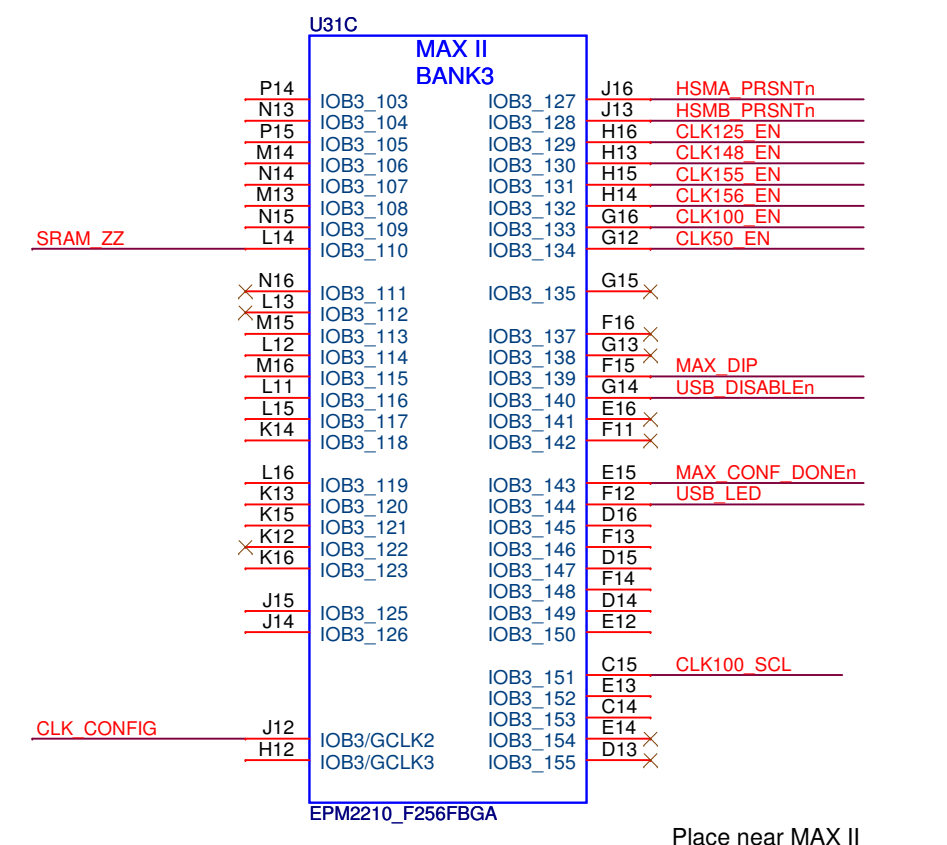 U31C
MAX II
BANK3
P14 IOB3_103 IOB3_127 J16 HSMA_PRSNTn
N13 IOB3_104 IOB3_128 J13 HSMB_PRSNTn
P15 IOB3_105 IOB3_129 H16 CLK125_EN
M14 IOB3_106 IOB3_130 H13 CLK148_EN
N14 IOB3_107 IOB3_131 H15 CLK155_EN
M13 IOB3_108 IOB3_132 H14 CLK156_EN
N15 IOB3_109 IOB3_133 G16 CLK100_EN
SRAM_ZZ L14 IOB3_110 IOB3_134 G12 CLK50_EN
N16 IOB3_111 IOB3_135 G15
L13 IOB3_112
M15 IOB3_113 IOB3_137 F16
L12 IOB3_114 IOB3_138 G13
M16 IOB3_115 IOB3_139 F15 MAX_DIP
L11 IOB3_116 IOB3_140 G14 USB_DISABLEn
L15 IOB3_117 IOB3_141 E16
K14 IOB3_118 IOB3_142 F11
L16 IOB3_119 IOB3_143 E15 MAX_CONF_DONEn
K13 IOB3_120 IOB3_144 F12 USB_LED
K15 IOB3_121 IOB3_145 D16
K12 IOB3_122 IOB3_146 F13
K16 IOB3_123 IOB3_147 D15
IOB3_148 F14
J15 IOB3_125 IOB3_149 D14
J14 IOB3_126 IOB3_150 E12
IOB3_151 C15 CLK100_SCL
IOB3_152 E13
IOB3_153 C14
CLK_CONFIG J12 IOB3/GCLK2 IOB3_154 E14
H12 IOB3/GCLK3 IOB3_155 D13
EPM2210_F256FBGA
Place near MAX II